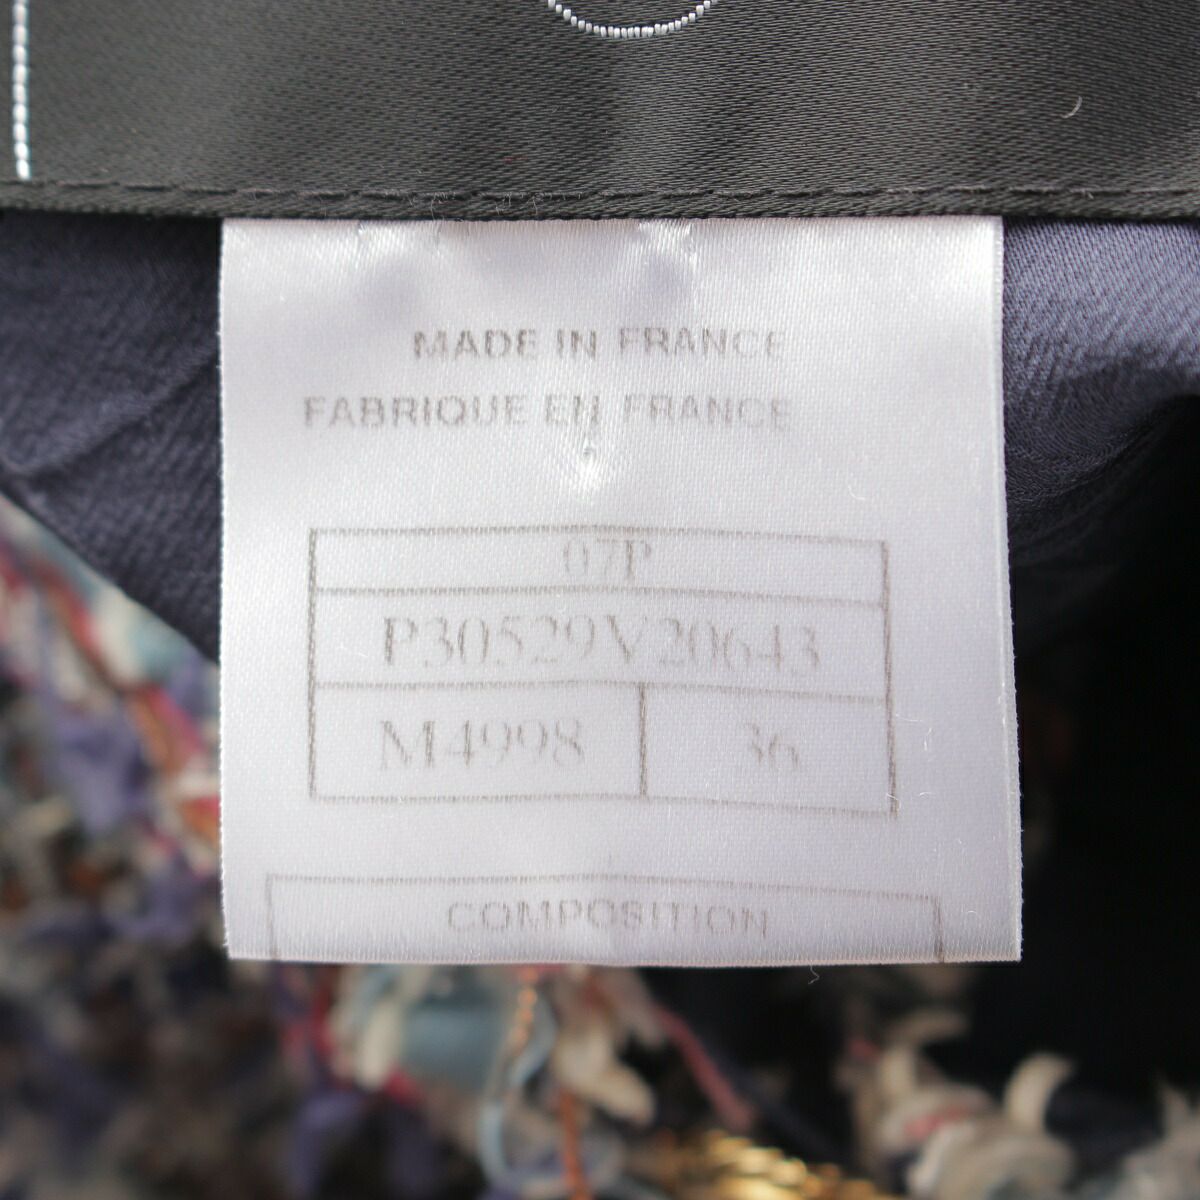 MADE IN FRANCE
FABRIQUE EN FRANCE
07P
P30529V20643
M4998 36
COMPOSITION